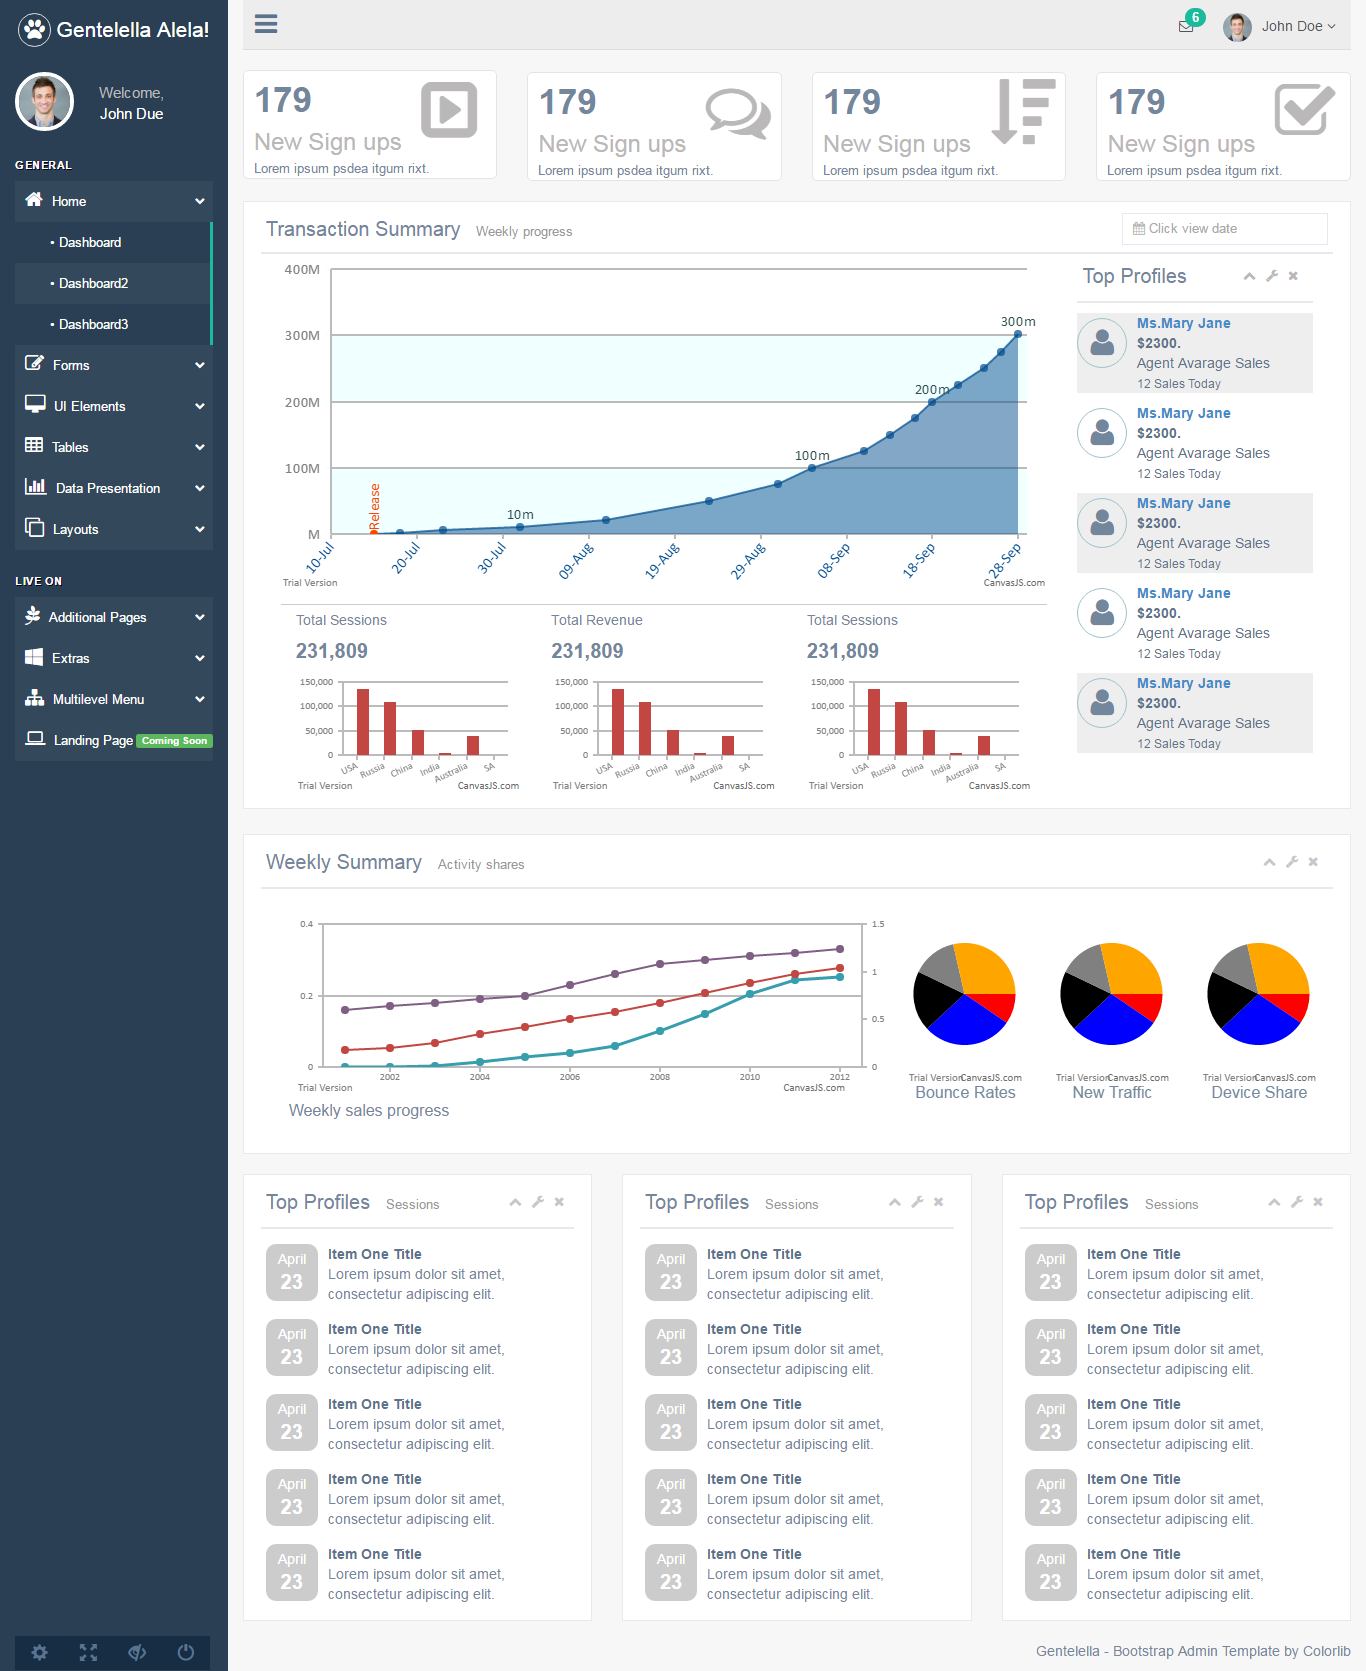 Gentelella Alela!
Welcome,
John Due
GENERAL
Home
• Dashboard
• Dashboard2
• Dashboard3
Forms
UI Elements
Tables
Data Presentation
Layouts
LIVE ON
Additional Pages
Extras
Multilevel Menu
Landing Page Coming Soon
6
John Doe
179
New Sign ups
Lorem ipsum psdea itgum rixt.
179
New Sign ups
Lorem ipsum psdea itgum rixt.
179
New Sign ups
Lorem ipsum psdea itgum rixt.
179
New Sign ups
Lorem ipsum psdea itgum rixt.
Transaction Summary Weekly progress
Click view date
400M
300M
200M
100M
M
Release
10m
100m
200m
300m
10-Jul
20-Jul
30-Jul
09-Aug
19-Aug
29-Aug
08-Sep
18-Sep
28-Sep
Trial Version
CanvasJS.com
Total Sessions
231,809
150,000
100,000
50,000
0
USA
Russia
China
India
Australia
SA
Trial Version
CanvasJS.com
Total Revenue
231,809
150,000
100,000
50,000
0
USA
Russia
China
India
Australia
SA
Trial Version
CanvasJS.com
Total Sessions
231,809
150,000
100,000
50,000
0
USA
Russia
China
India
Australia
SA
Trial Version
CanvasJS.com
Top Profiles
Ms.Mary Jane
$2300.
Agent Avarage Sales
12 Sales Today
Ms.Mary Jane
$2300.
Agent Avarage Sales
12 Sales Today
Ms.Mary Jane
$2300.
Agent Avarage Sales
12 Sales Today
Ms.Mary Jane
$2300.
Agent Avarage Sales
12 Sales Today
Ms.Mary Jane
$2300.
Agent Avarage Sales
12 Sales Today
Weekly Summary Activity shares
0.4
0.2
0
1.5
1
0.5
0
2002
2004
2006
2008
2010
2012
Trial Version
CanvasJS.com
Weekly sales progress
Trial Version CanvasJS.com
Bounce Rates
Trial Version CanvasJS.com
New Traffic
Trial Version CanvasJS.com
Device Share
Top Profiles Sessions
April
23
Item One Title
Lorem ipsum dolor sit amet,
consectetur adipiscing elit.
April
23
Item One Title
Lorem ipsum dolor sit amet,
consectetur adipiscing elit.
April
23
Item One Title
Lorem ipsum dolor sit amet,
consectetur adipiscing elit.
April
23
Item One Title
Lorem ipsum dolor sit amet,
consectetur adipiscing elit.
April
23
Item One Title
Lorem ipsum dolor sit amet,
consectetur adipiscing elit.
Top Profiles Sessions
April
23
Item One Title
Lorem ipsum dolor sit amet,
consectetur adipiscing elit.
April
23
Item One Title
Lorem ipsum dolor sit amet,
consectetur adipiscing elit.
April
23
Item One Title
Lorem ipsum dolor sit amet,
consectetur adipiscing elit.
April
23
Item One Title
Lorem ipsum dolor sit amet,
consectetur adipiscing elit.
April
23
Item One Title
Lorem ipsum dolor sit amet,
consectetur adipiscing elit.
Top Profiles Sessions
April
23
Item One Title
Lorem ipsum dolor sit amet,
consectetur adipiscing elit.
April
23
Item One Title
Lorem ipsum dolor sit amet,
consectetur adipiscing elit.
April
23
Item One Title
Lorem ipsum dolor sit amet,
consectetur adipiscing elit.
April
23
Item One Title
Lorem ipsum dolor sit amet,
consectetur adipiscing elit.
April
23
Item One Title
Lorem ipsum dolor sit amet,
consectetur adipiscing elit.
Gentelella - Bootstrap Admin Template by Colorlib